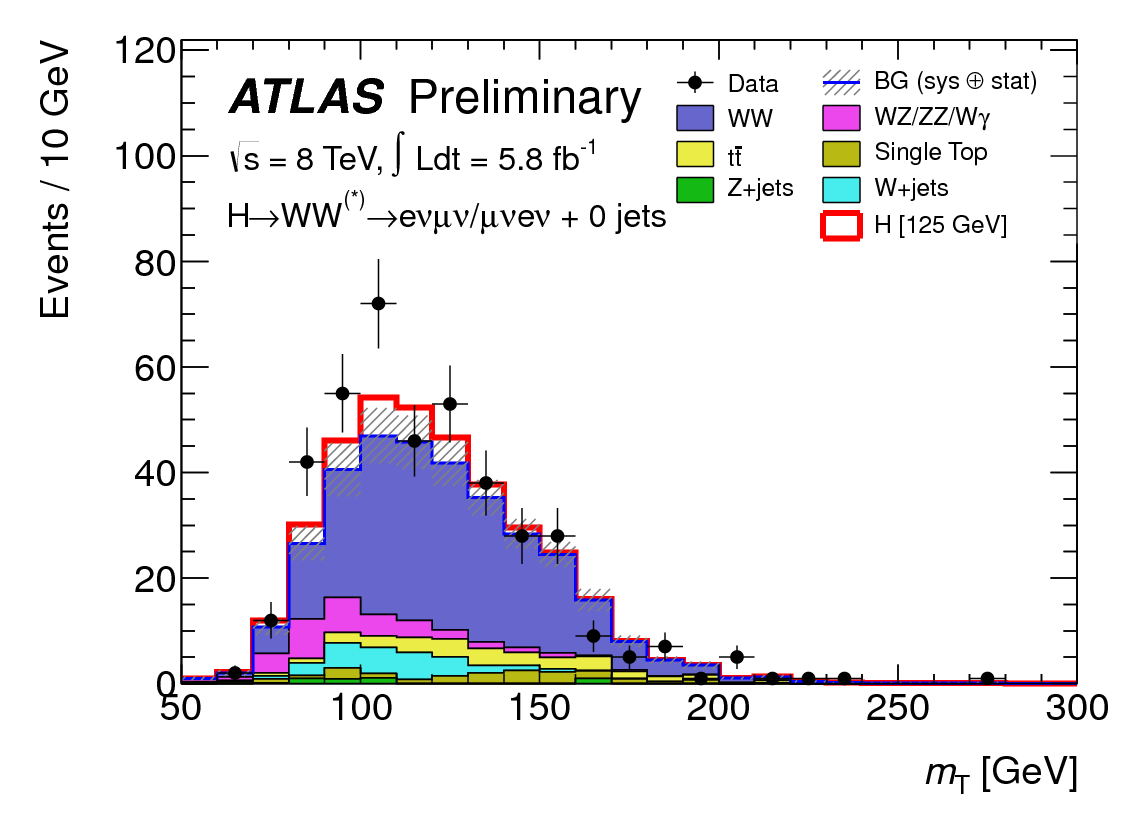 Events / 10 GeV
120
100
80
60
40
20
0
50 100 150 200 250 300
m_T [GeV]
ATLAS Preliminary
√s = 8 TeV, ∫ Ldt = 5.8 fb⁻¹
H→WW^(*)→eνμν/μνeν + 0 jets
Data
BG (sys ⊕ stat)
WW
WZ/ZZ/Wγ
tt̄
Single Top
Z+jets
W+jets
H [125 GeV]